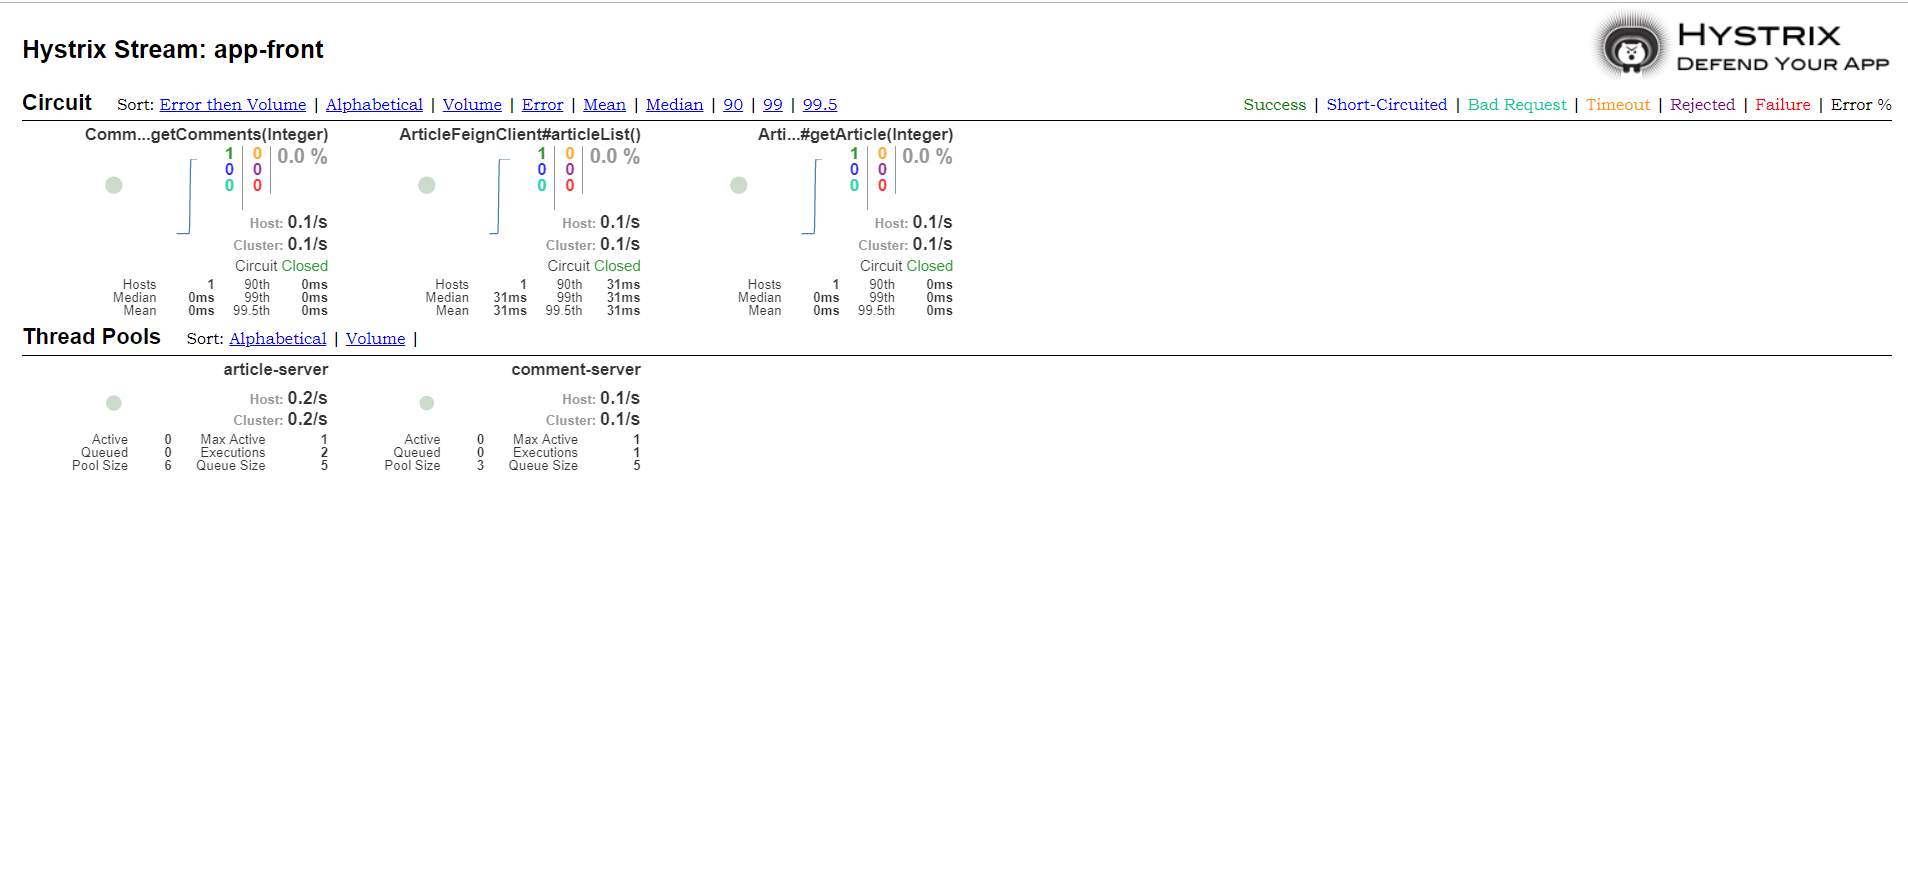 Hystrix Stream: app-front
HYSTRIX
DEFEND YOUR APP
Circuit Sort: Error then Volume | Alphabetical | Volume | Error | Mean | Median | 90 | 99 | 99.5
Success | Short-Circuited | Bad Request | Timeout | Rejected | Failure | Error %
Comm...getComments(Integer)
1 0 0.0 %
0 0
0 0
Host: 0.1/s
Cluster: 0.1/s
Circuit Closed
Hosts 1 90th 0ms
Median 0ms 99th 0ms
Mean 0ms 99.5th 0ms
ArticleFeignClient#articleList()
1 0 0.0 %
0 0
0 0
Host: 0.1/s
Cluster: 0.1/s
Circuit Closed
Hosts 1 90th 31ms
Median 31ms 99th 31ms
Mean 31ms 99.5th 31ms
Arti...#getArticle(Integer)
1 0 0.0 %
0 0
0 0
Host: 0.1/s
Cluster: 0.1/s
Circuit Closed
Hosts 1 90th 0ms
Median 0ms 99th 0ms
Mean 0ms 99.5th 0ms
Thread Pools Sort: Alphabetical | Volume |
article-server
Host: 0.2/s
Cluster: 0.2/s
Active 0 Max Active 1
Queued 0 Executions 2
Pool Size 6 Queue Size 5
comment-server
Host: 0.1/s
Cluster: 0.1/s
Active 0 Max Active 1
Queued 0 Executions 1
Pool Size 3 Queue Size 5